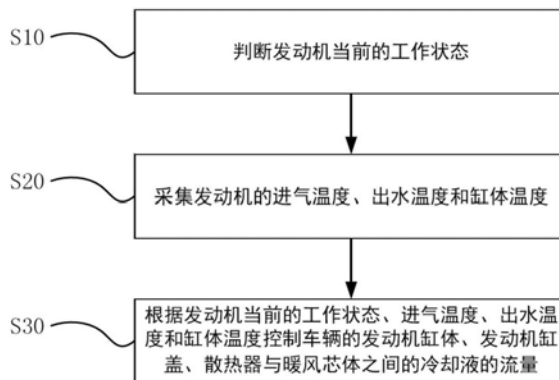 S10
判断发动机当前的工作状态
S20
采集发动机的进气温度、出水温度和缸体温度
S30
根据发动机当前的工作状态、进气温度、出水温
度和缸体温度控制车辆的发动机缸体、发动机缸
盖、散热器与暖风芯体之间的冷却液的流量